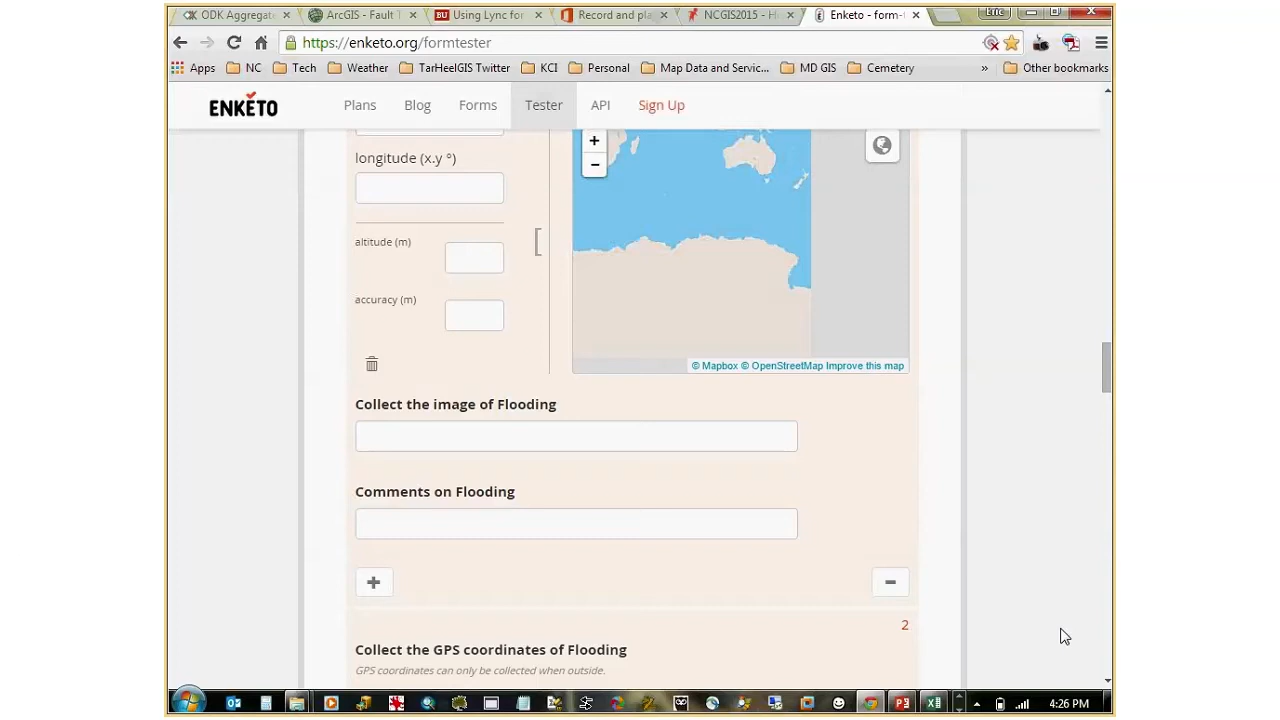 ODK Aggregat
ArcGIS - Fault T
BU Using Lync for
Record and pla
NCGIS2015 - H
Enketo - form-
Eric
https://enketo.org/formtester
Apps NC Tech Weather TarHeelGIS Twitter KCI Personal Map Data and Servic... MD GIS Cemetery » Other bookmarks
ENKETO Plans Blog Forms Tester API Sign Up
longitude (x.y °)
+
−
altitude (m)
accuracy (m)
© Mapbox © OpenStreetMap Improve this map
Collect the image of Flooding
Comments on Flooding
+ −
2
Collect the GPS coordinates of Flooding
GPS coordinates can only be collected when outside.
4:26 PM